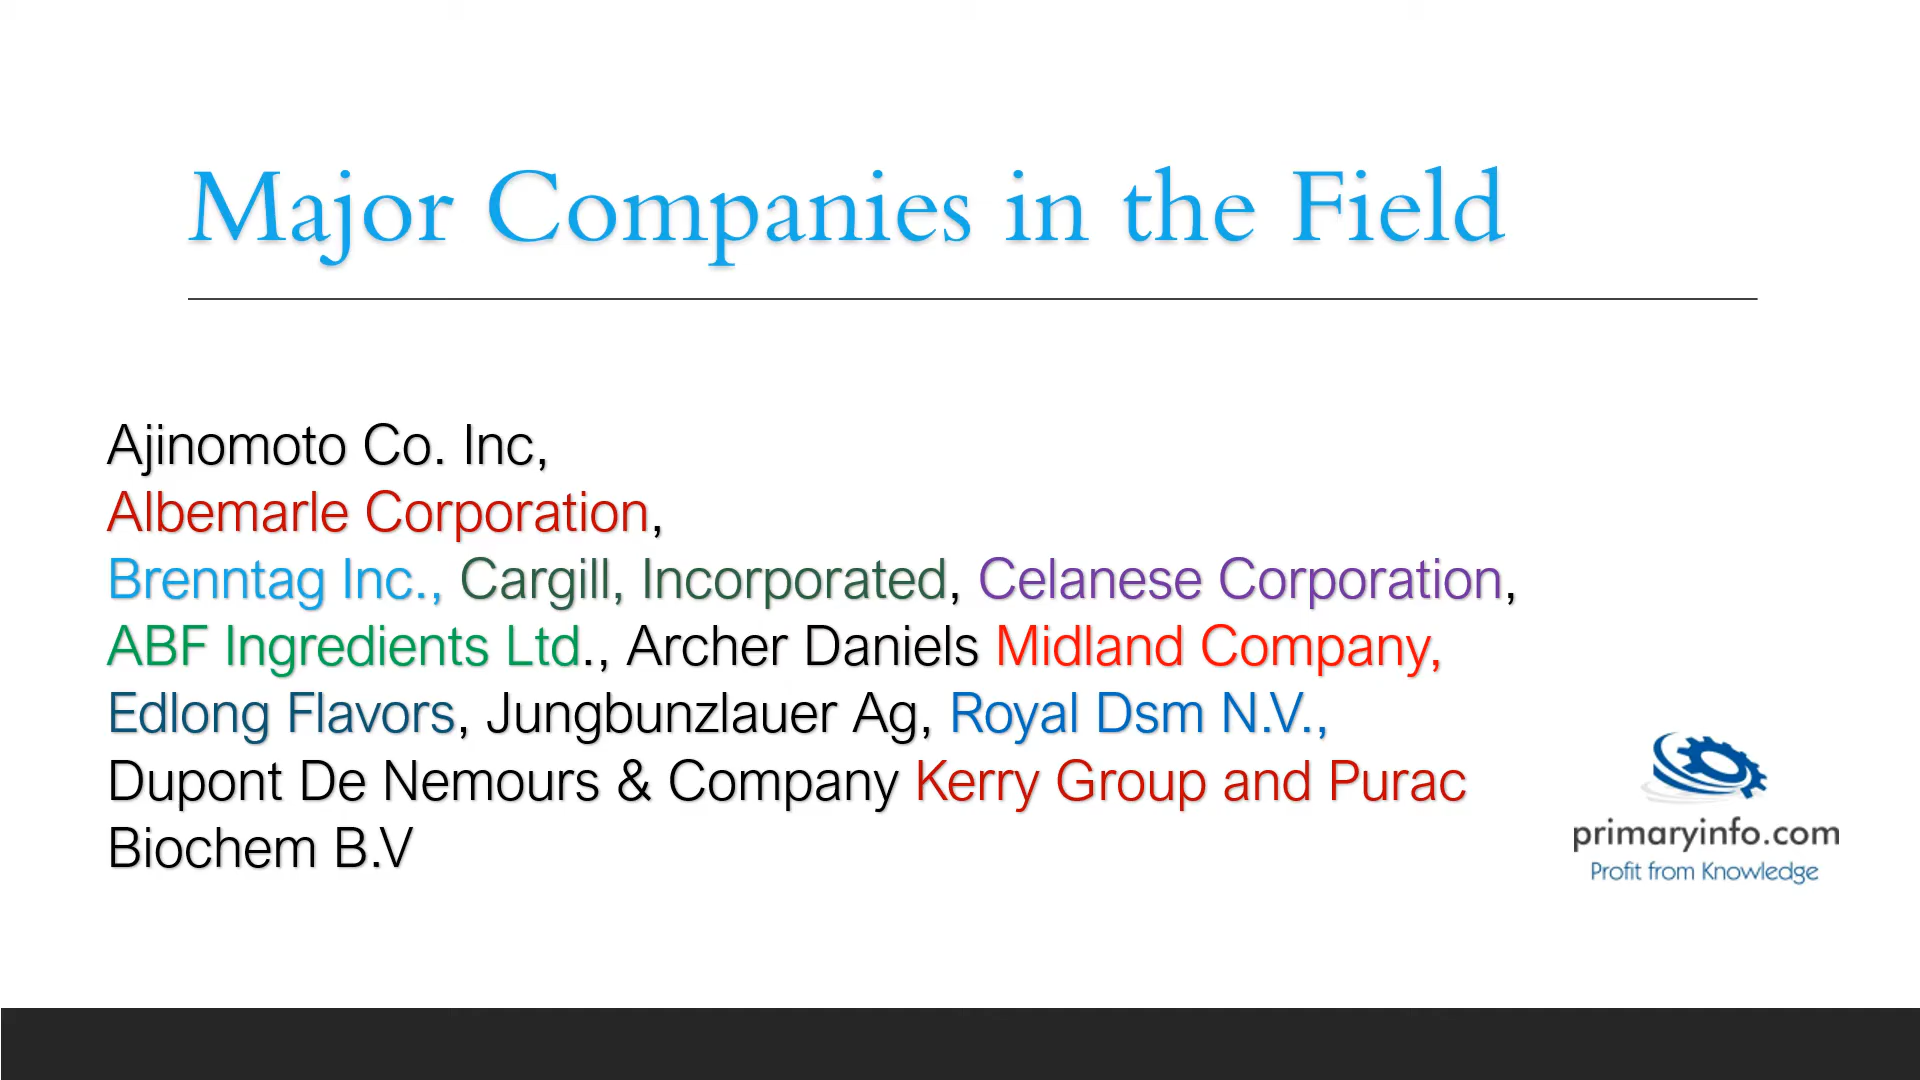 Major Companies in the Field
Ajinomoto Co. Inc,
Albemarle Corporation,
Brenntag Inc., Cargill, Incorporated, Celanese Corporation,
ABF Ingredients Ltd., Archer Daniels Midland Company,
Edlong Flavors, Jungbunzlauer Ag, Royal Dsm N.V.,
Dupont De Nemours & Company Kerry Group and Purac
Biochem B.V
primaryinfo.com
Profit from Knowledge